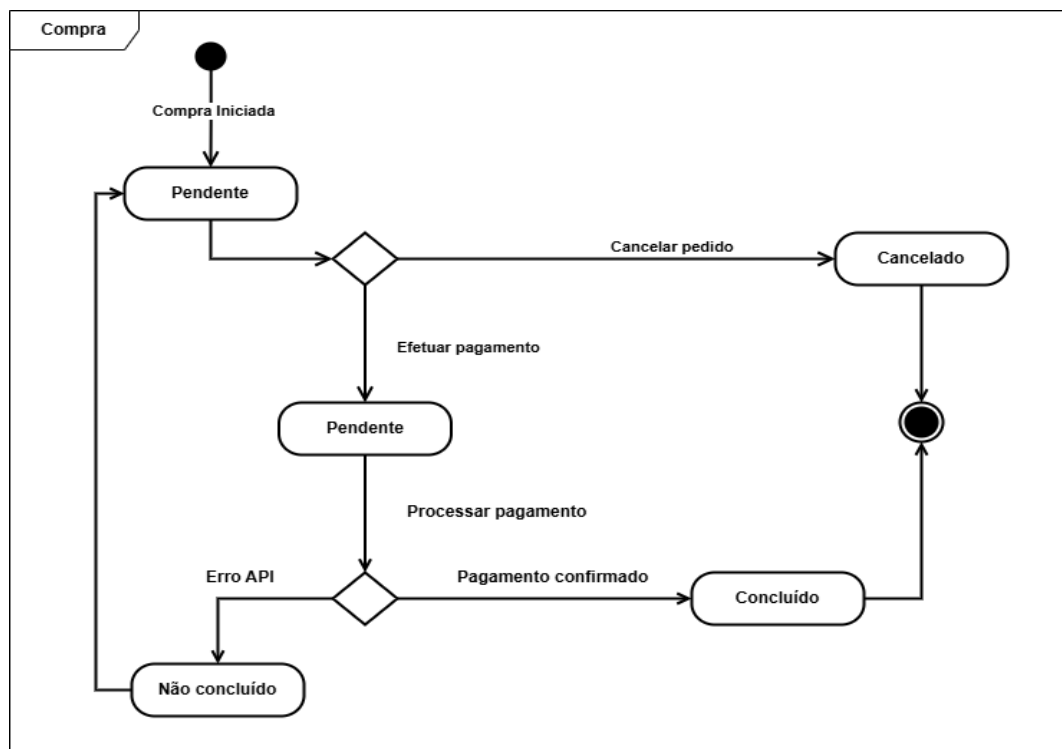 Compra
Compra Iniciada
Pendente
Cancelar pedido
Cancelado
Efetuar pagamento
Pendente
Processar pagamento
Erro API
Pagamento confirmado
Concluído
Não concluído